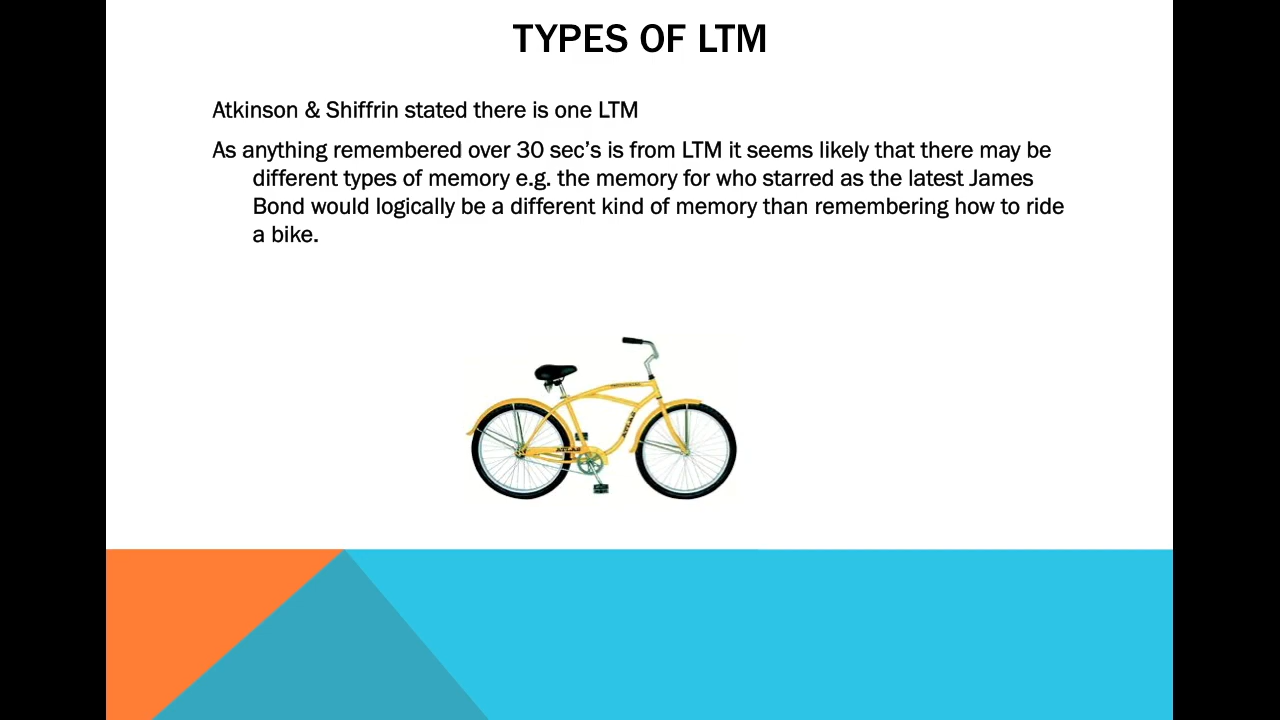 TYPES OF LTM
Atkinson & Shiffrin stated there is one LTM
As anything remembered over 30 sec's is from LTM it seems likely that there may be
different types of memory e.g. the memory for who starred as the latest James
Bond would logically be a different kind of memory than remembering how to ride
a bike.